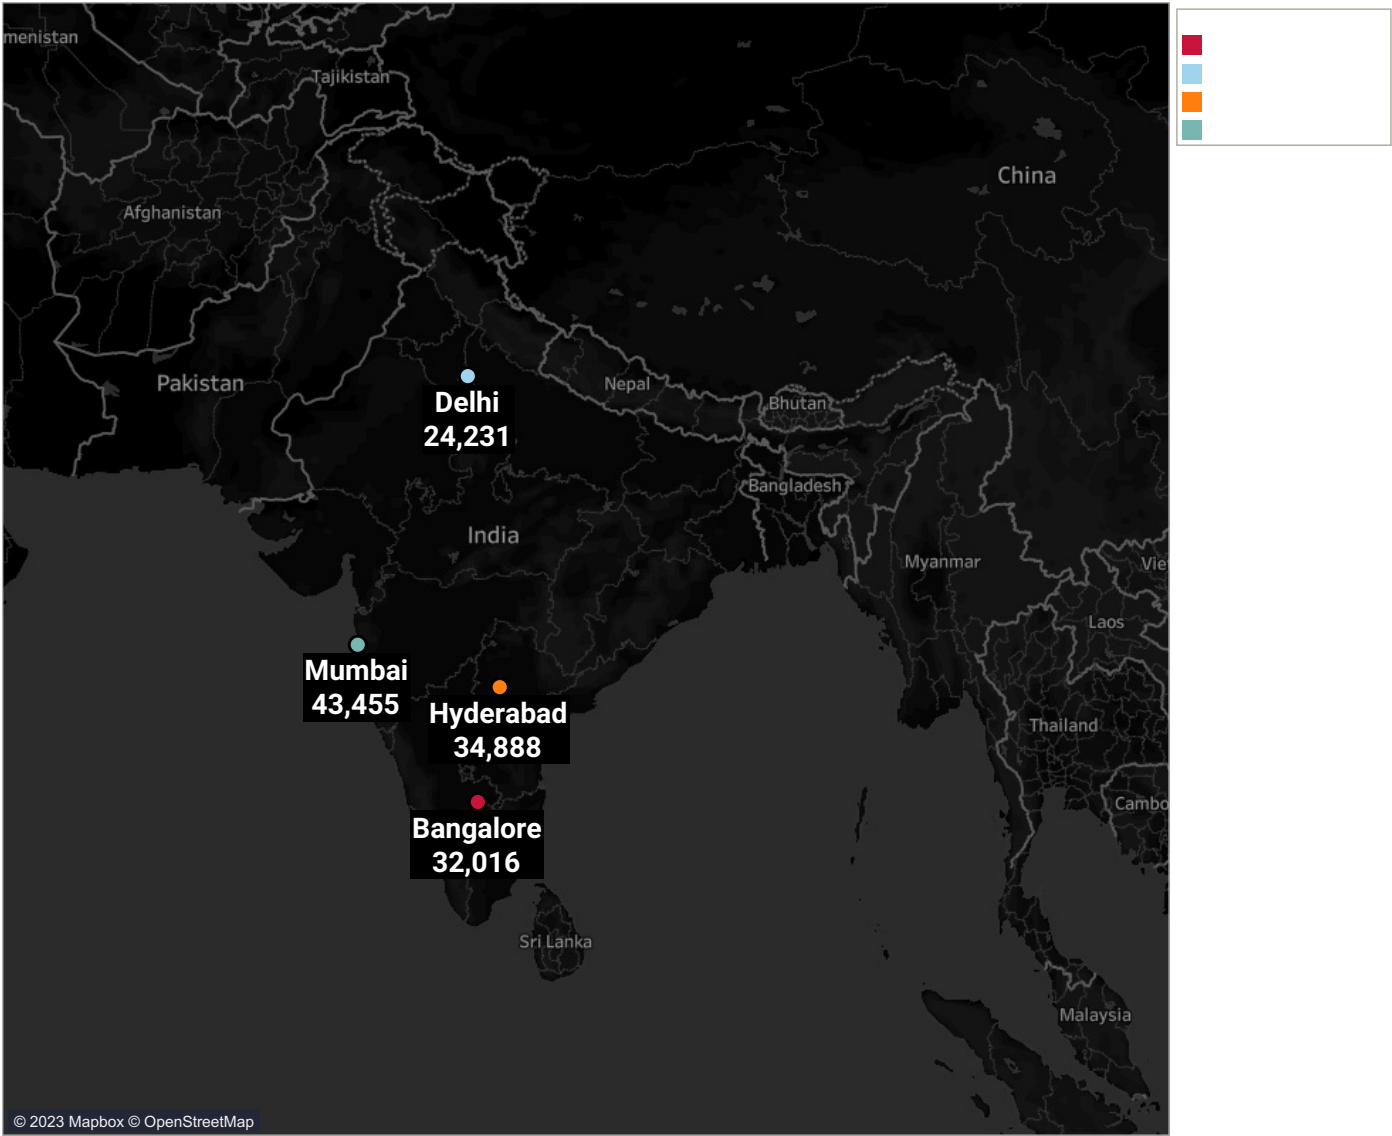 menistan
Tajikistan
China
Afghanistan
Pakistan
Nepal
Bhutan
Delhi
24,231
Bangladesh
India
Myanmar
Vie
Laos
Mumbai
43,455
Hyderabad
34,888
Thailand
Cambo
Bangalore
32,016
Sri Lanka
Malaysia
© 2023 Mapbox © OpenStreetMap